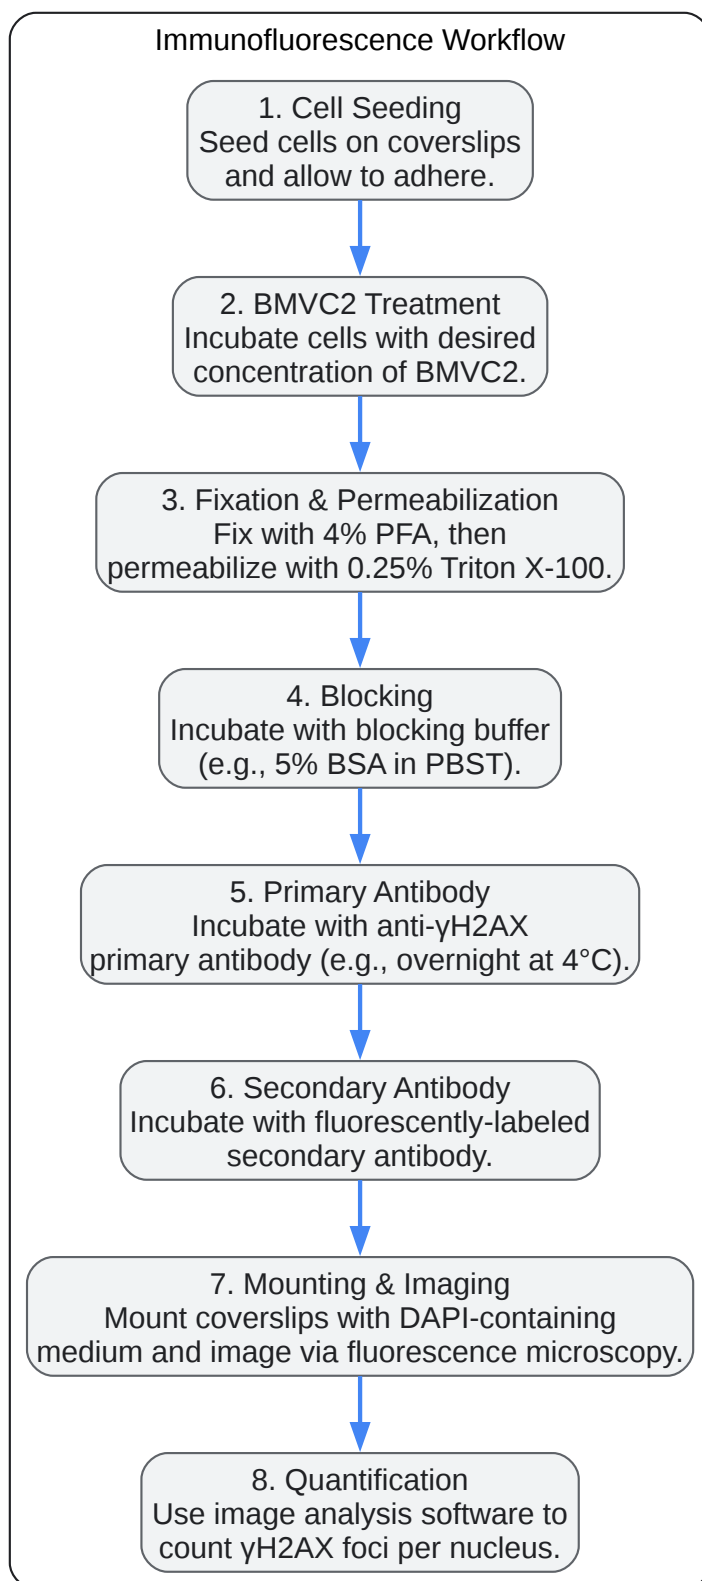 Immunofluorescence Workflow
1. Cell Seeding
Seed cells on coverslips
and allow to adhere.
2. BMVC2 Treatment
Incubate cells with desired
concentration of BMVC2.
3. Fixation & Permeabilization
Fix with 4% PFA, then
permeabilize with 0.25% Triton X-100.
4. Blocking
Incubate with blocking buffer
(e.g., 5% BSA in PBST).
5. Primary Antibody
Incubate with anti-γH2AX
primary antibody (e.g., overnight at 4°C).
6. Secondary Antibody
Incubate with fluorescently-labeled
secondary antibody.
7. Mounting & Imaging
Mount coverslips with DAPI-containing
medium and image via fluorescence microscopy.
8. Quantification
Use image analysis software to
count γH2AX foci per nucleus.